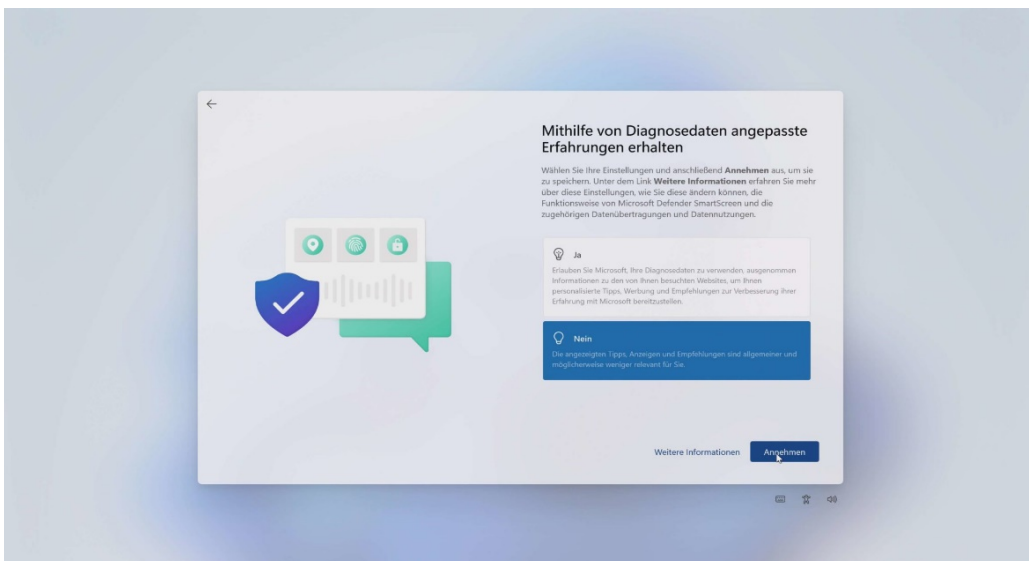 Mithilfe von Diagnosedaten angepasste
Erfahrungen erhalten
Wählen Sie Ihre Einstellungen und anschließend Annehmen aus, um sie
zu speichern. Unter dem Link Weitere Informationen erfahren Sie mehr
über diese Einstellungen, wie Sie diese ändern können, die
Funktionsweise von Microsoft Defender SmartScreen und die
zugehörigen Datenübertragungen und Datennutzungen.
Ja
Erlauben Sie Microsoft, Ihre Diagnosedaten zu verwenden, ausgenommen
Informationen zu den von Ihnen besuchten Websites, um Ihnen
personalisierte Tipps, Werbung und Empfehlungen zur Verbesserung Ihrer
Erfahrung mit Microsoft bereitzustellen.
Nein
Die angezeigten Tipps, Anzeigen und Empfehlungen sind allgemeiner und
möglicherweise weniger relevant für Sie.
Weitere Informationen
Annehmen